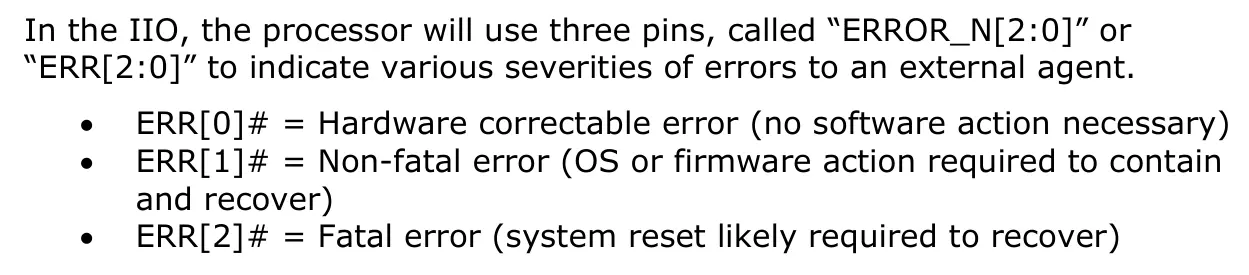 In the IIO, the processor will use three pins, called “ERROR_N[2:0]” or
“ERR[2:0]” to indicate various severities of errors to an external agent.
• ERR[0]# = Hardware correctable error (no software action necessary)
• ERR[1]# = Non-fatal error (OS or firmware action required to contain
and recover)
• ERR[2]# = Fatal error (system reset likely required to recover)